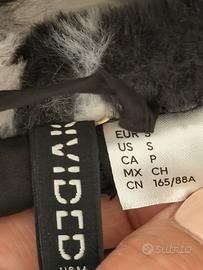 DIVIDED
EUR S
US S
CA P
MX CH
CN 165/88A
subito